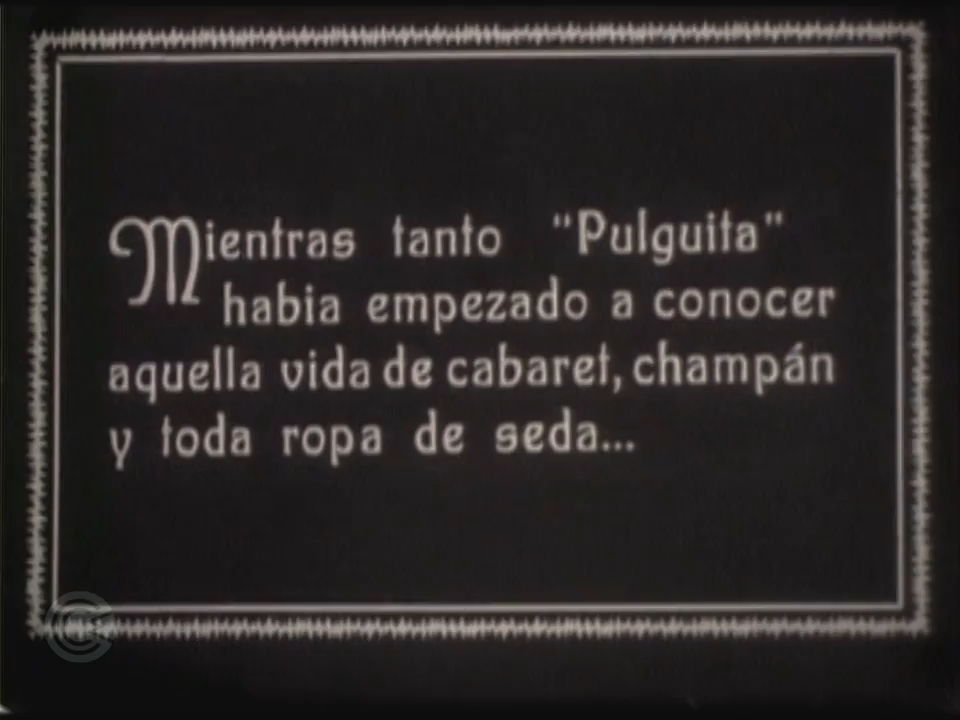 Mientras tanto "Pulguita"
habia empezado a conocer
aquella vida de cabaret, champán
y toda ropa de seda...